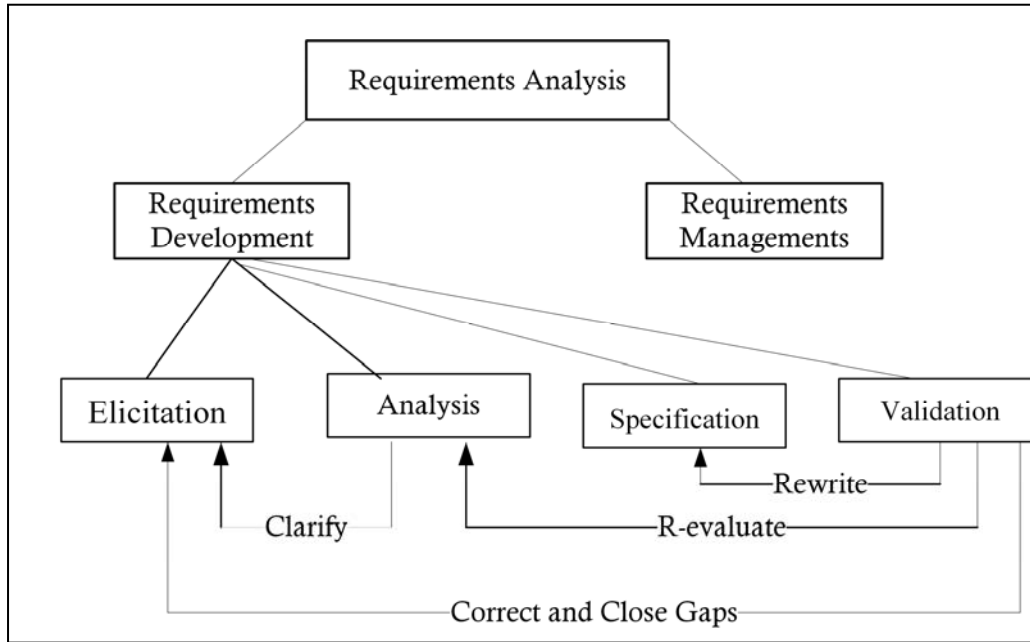 Requirements Analysis
Requirements
Development
Requirements
Managements
Elicitation
Analysis
Specification
Validation
Rewrite
Clarify
R-evaluate
Correct and Close Gaps